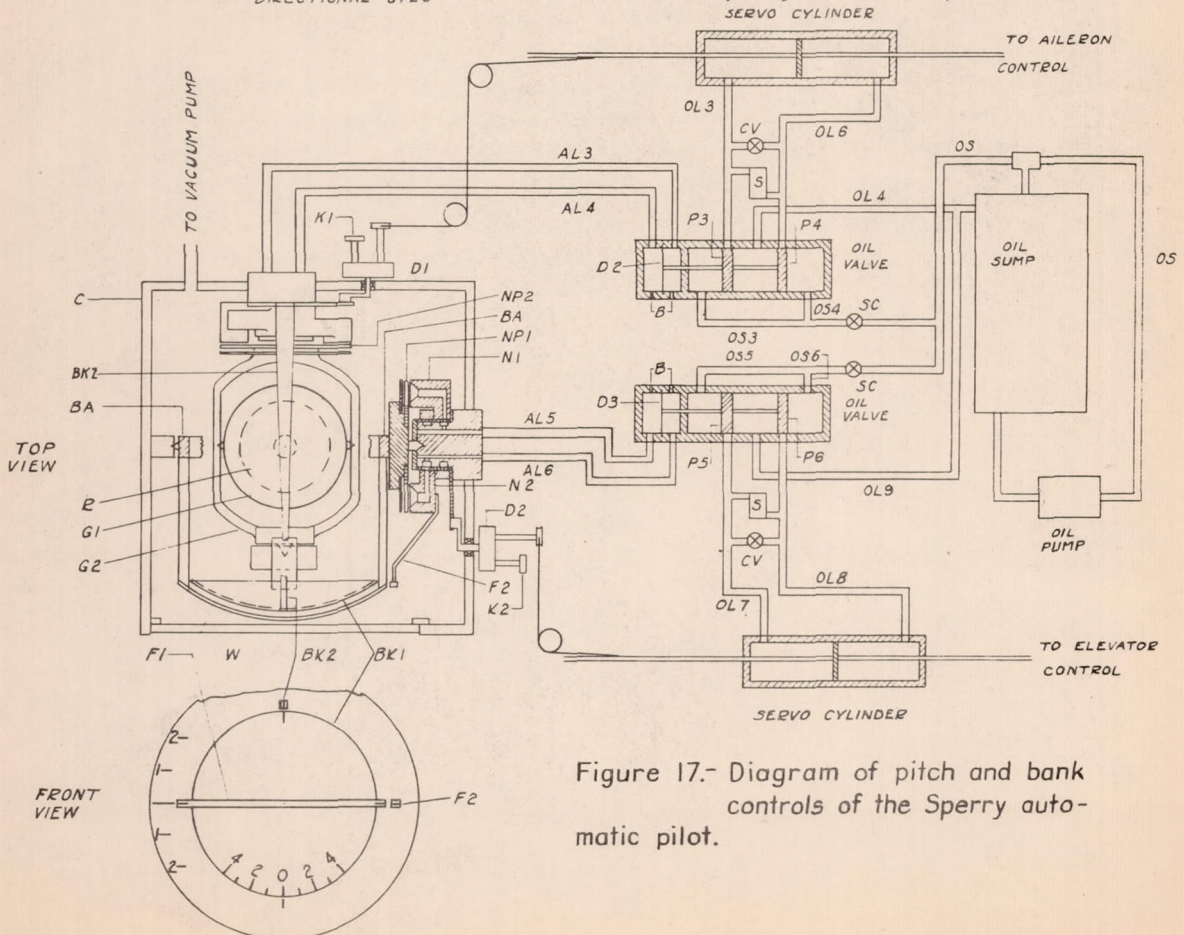 SERVO CYLINDER
TO AILERON
CONTROL
TO VACUUM PUMP
OL3
CV
OL6
AL3
S
OS
AL4
OL4
K1
P3
P4
OIL
SUMP
OS
D1
D2
OIL
VALVE
C
NP2
B
OS4
SC
BA
OS3
NP1
OS5
OS6
N1
B
SC
BK2
D3
OIL
VALVE
BA
AL5
TOP
VIEW
P5
P6
AL6
OL9
R
N2
S
G1
D2
OIL
PUMP
G2
CV
F2
OL8
K2
OL7
F1
W
BK2
BK1
TO ELEVATOR
CONTROL
SERVO CYLINDER
2
1
FRONT
VIEW
F2
1
2
4 2 0 2 4
Figure 17.- Diagram of pitch and bank
controls of the Sperry auto-
matic pilot.